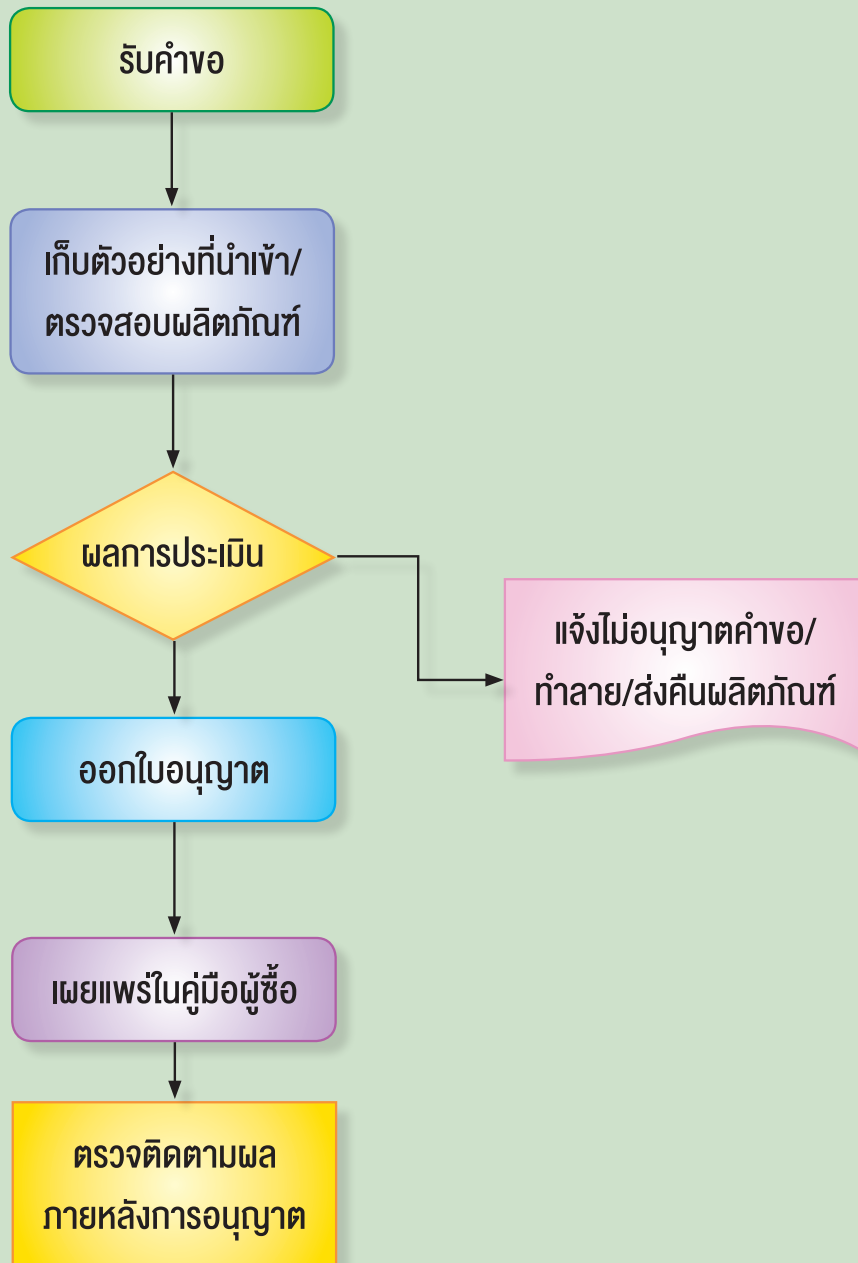 รับคำขอ
เก็บตัวอย่างที่นำเข้า/
ตรวจสอบผลิตภัณฑ์
ผลการประเมิน
แจ้งไม่อนุญาตคำขอ/
ทำลาย/ส่งคืนผลิตภัณฑ์
ออกใบอนุญาต
เผยแพร่ในคู่มือผู้ซื้อ
ตรวจติดตามผล
ภายหลังการอนุญาต